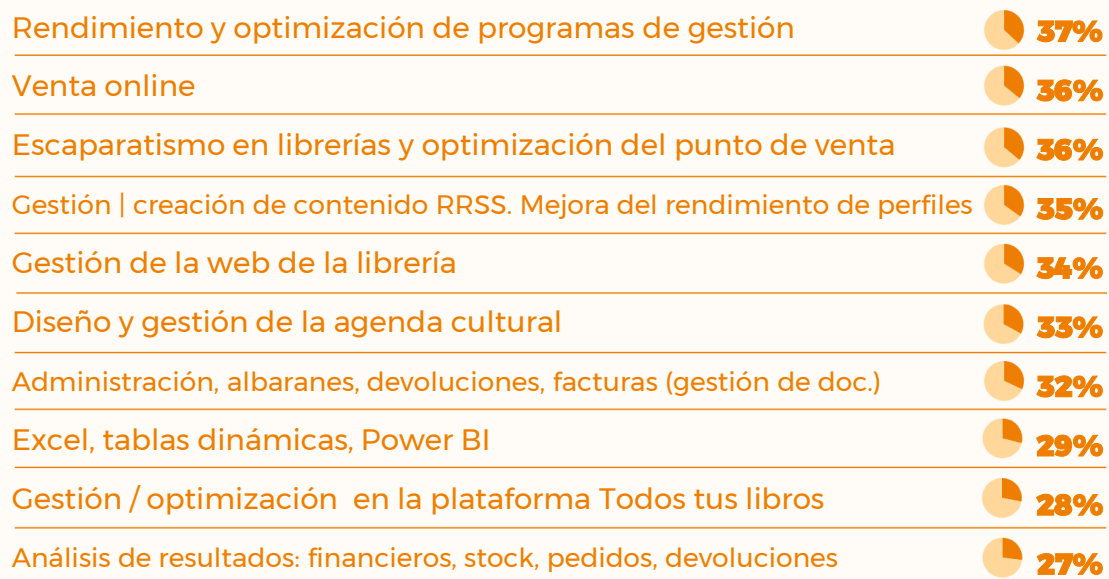 Rendimiento y optimización de programas de gestión 37%
Venta online 36%
Escaparatismo en librerías y optimización del punto de venta 36%
Gestión | creación de contenido RRSS. Mejora del rendimiento de perfiles 35%
Gestión de la web de la librería 34%
Diseño y gestión de la agenda cultural 33%
Administración, albaranes, devoluciones, facturas (gestión de doc.) 32%
Excel, tablas dinámicas, Power BI 29%
Gestión / optimización en la plataforma Todos tus libros 28%
Análisis de resultados: financieros, stock, pedidos, devoluciones 27%